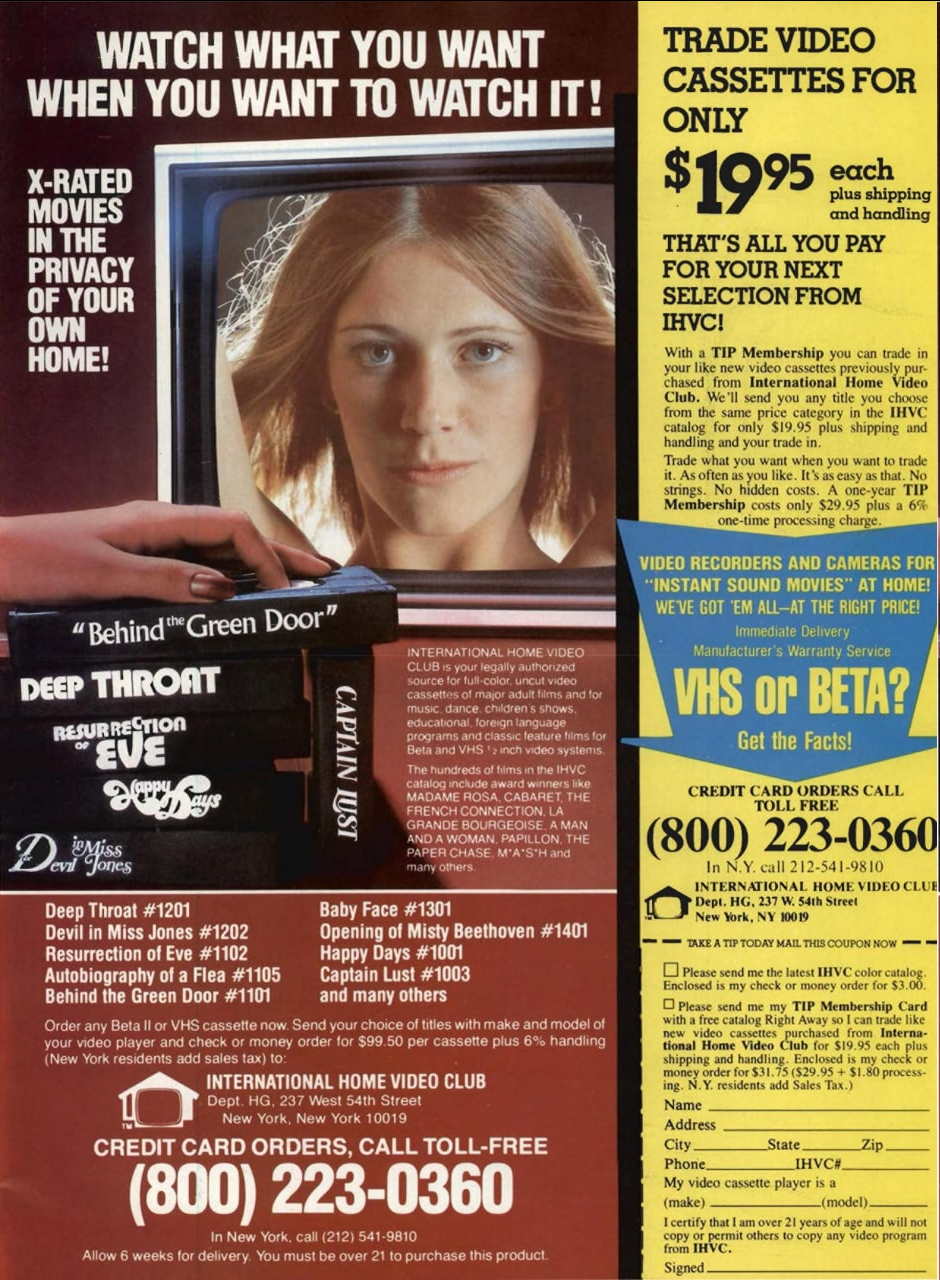 WATCH WHAT YOU WANT
WHEN YOU WANT TO WATCH IT!
X-RATED
MOVIES
IN THE
PRIVACY
OF YOUR
OWN
HOME!
"Behind the Green Door"
DEEP THROAT
RESURRECTION
OF EVE
Happy Days
The Devil in Miss Jones
CAPTAIN LUST
INTERNATIONAL HOME VIDEO
CLUB is your legally authorized
source for full-color, uncut video
cassettes of major adult films and for
music, dance, children's shows,
educational, foreign language
programs and classic feature films for
Beta and VHS ½ inch video systems.
The hundreds of films in the IHVC
catalog include award winners like
MADAME ROSA, CABARET, THE
FRENCH CONNECTION, LA
GRANDE BOURGEOISE, A MAN
AND A WOMAN, PAPILLON, THE
PAPER CHASE, M*A*S*H and
many others.
Deep Throat #1201
Devil in Miss Jones #1202
Resurrection of Eve #1102
Autobiography of a Flea #1105
Behind the Green Door #1101
Baby Face #1301
Opening of Misty Beethoven #1401
Happy Days #1001
Captain Lust #1003
and many others
Order any Beta II or VHS cassette now. Send your choice of titles with make and model of
your video player and check or money order for $99.50 per cassette plus 6% handling
(New York residents add sales tax) to:
TM
INTERNATIONAL HOME VIDEO CLUB
Dept. HG, 237 West 54th Street
New York, New York 10019
CREDIT CARD ORDERS, CALL TOLL-FREE
(800) 223-0360
In New York, call (212) 541-9810
Allow 6 weeks for delivery. You must be over 21 to purchase this product.
TRADE VIDEO
CASSETTES FOR
ONLY
$19.95 each
plus shipping
and handling
THAT'S ALL YOU PAY
FOR YOUR NEXT
SELECTION FROM
IHVC!
With a TIP Membership you can trade in
your like new video cassettes previously pur-
chased from International Home Video
Club. We'll send you any title you choose
from the same price category in the IHVC
catalog for only $19.95 plus shipping and
handling and your trade in.
Trade what you want when you want to trade
it. As often as you like. It's as easy as that. No
strings. No hidden costs. A one-year TIP
Membership costs only $29.95 plus a 6%
one-time processing charge.
VIDEO RECORDERS AND CAMERAS FOR
"INSTANT SOUND MOVIES" AT HOME!
WE'VE GOT 'EM ALL—AT THE RIGHT PRICE!
Immediate Delivery
Manufacturer's Warranty Service
VHS or BETA?
Get the Facts!
CREDIT CARD ORDERS CALL
TOLL FREE
(800) 223-0360
In N.Y. call 212-541-9810
TM
INTERNATIONAL HOME VIDEO CLUB
Dept. HG, 237 W. 54th Street
New York, NY 10019
TAKE A TIP TODAY MAIL THIS COUPON NOW
Please send me the latest IHVC color catalog.
Enclosed is my check or money order for $3.00.
Please send me my TIP Membership Card
with a free catalog Right Away so I can trade like
new video cassettes purchased from Interna-
tional Home Video Club for $19.95 each plus
shipping and handling. Enclosed is my check or
money order for $31.75 ($29.95 + $1.80 process-
ing. N.Y. residents add Sales Tax.)
Name
Address
City State Zip
Phone IHVC#
My video cassette player is a
(make) (model)
I certify that I am over 21 years of age and will not
copy or permit others to copy any video program
from IHVC.
Signed